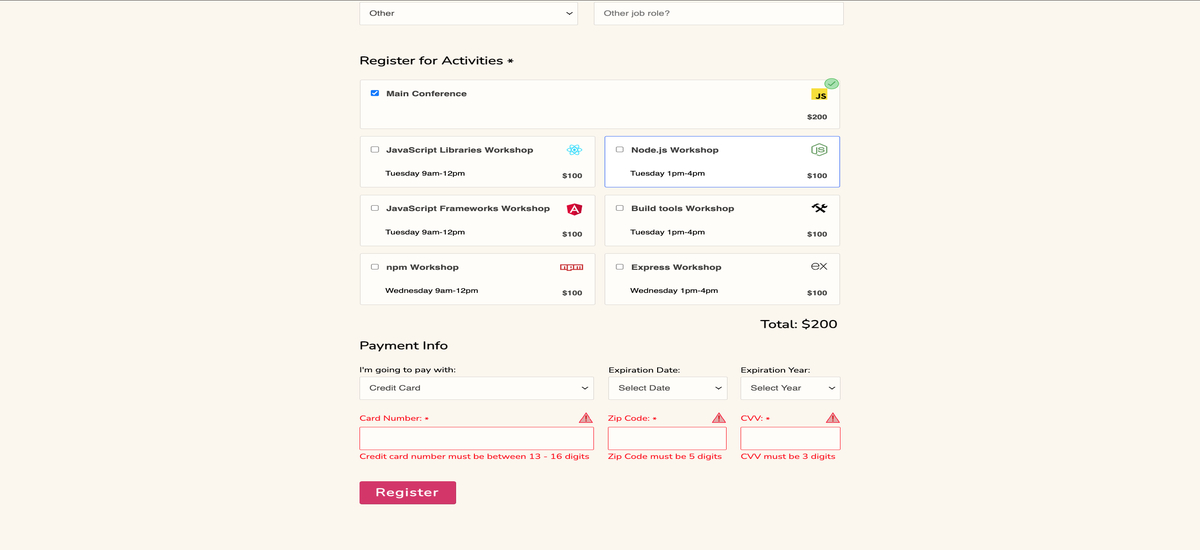 Other
Other job role?
Register for Activities *
Main Conference
JS
$200
JavaScript Libraries Workshop
Tuesday 9am-12pm
$100
Node.js Workshop
JS
Tuesday 1pm-4pm
$100
JavaScript Frameworks Workshop
A
Tuesday 9am-12pm
$100
Build tools Workshop
Tuesday 1pm-4pm
$100
npm Workshop
npm
Wednesday 9am-12pm
$100
Express Workshop
ex
Wednesday 1pm-4pm
$100
Total: $200
Payment Info
I'm going to pay with:
Credit Card
Expiration Date:
Select Date
Expiration Year:
Select Year
Card Number: *
Credit card number must be between 13 - 16 digits
Zip Code: *
Zip Code must be 5 digits
CVV: *
CVV must be 3 digits
Register